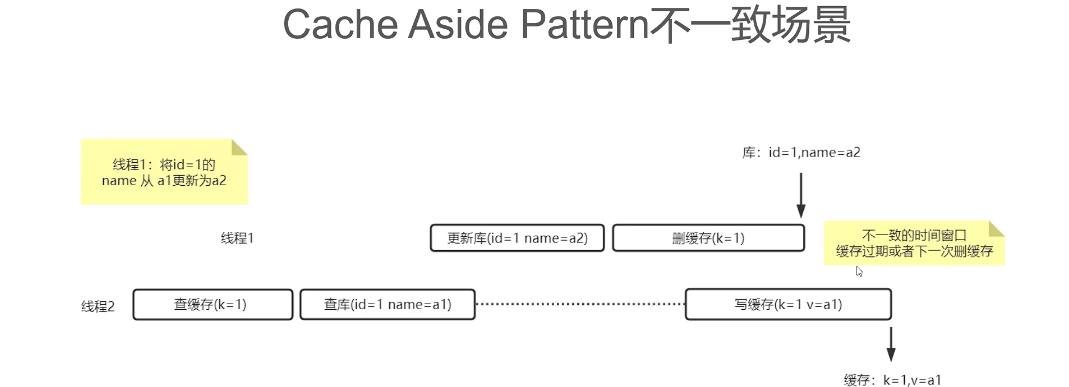 Cache Aside Pattern不一致场景
线程1：将id=1的
name 从 a1更新为a2
库：id=1,name=a2
线程1
更新库(id=1 name=a2)
删缓存(k=1)
不一致的时间窗口
缓存过期或者下一次删缓存
线程2
查缓存(k=1)
查库(id=1 name=a1)
写缓存(k=1 v=a1)
缓存：k=1,v=a1